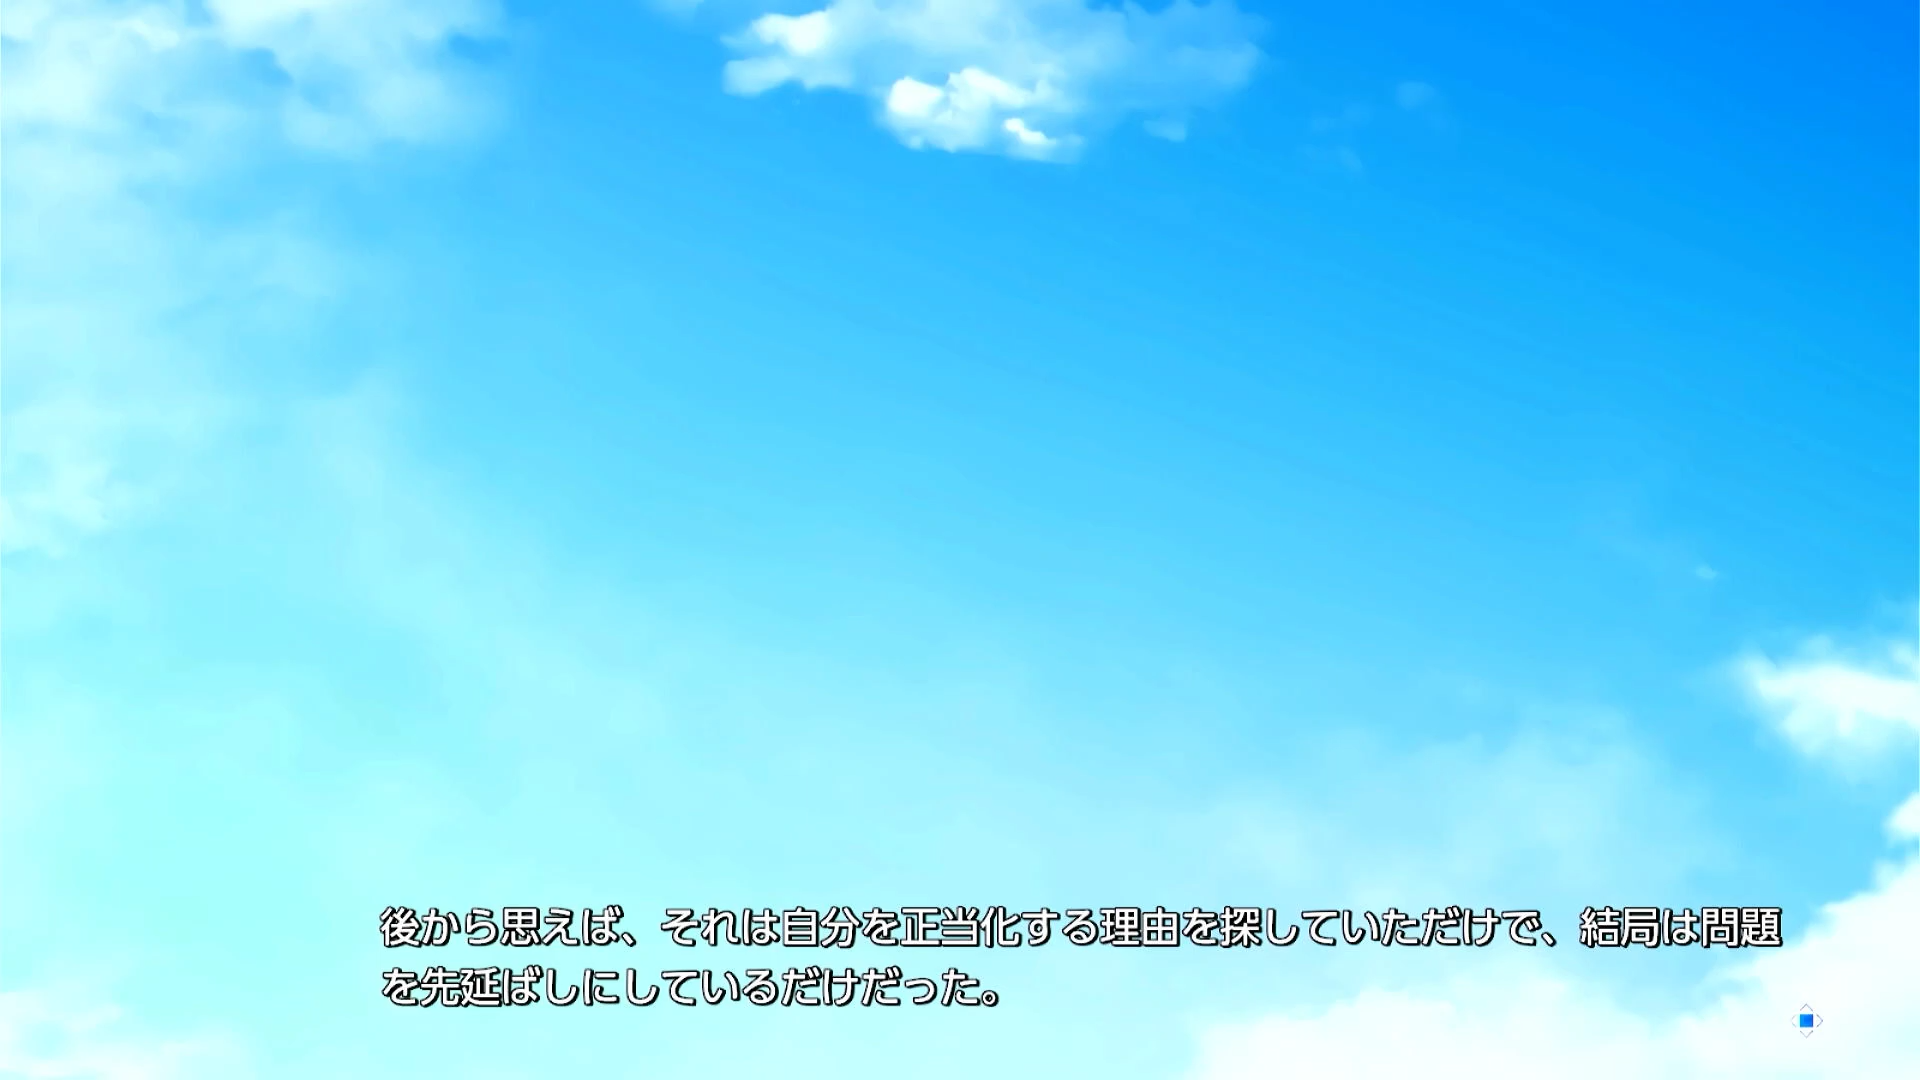 後から思えば、それは自分を正当化する理由を探していただけで、結局は問題
を先延ばしにしているだけだった。